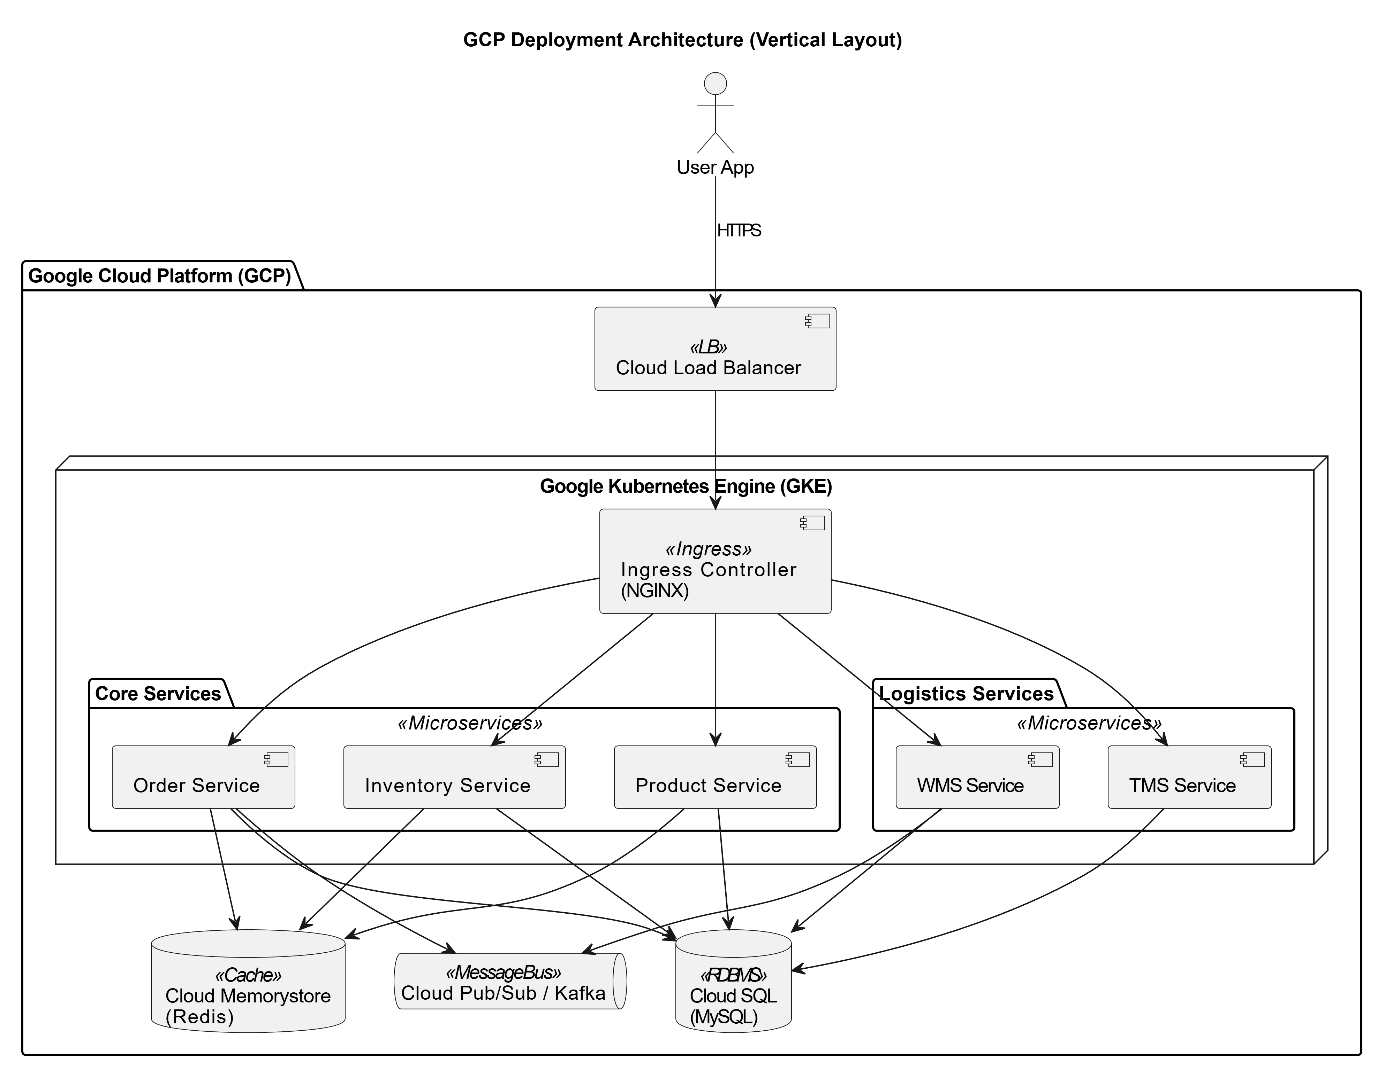 GCP Deployment Architecture (Vertical Layout)
User App
HTTPS
Google Cloud Platform (GCP)
«LB»
Cloud Load Balancer
Google Kubernetes Engine (GKE)
«Ingress»
Ingress Controller
(NGINX)
Core Services
Logistics Services
«Microservices»
«Microservices»
Order Service
Inventory Service
Product Service
WMS Service
TMS Service
«Cache»
Cloud Memorystore
(Redis)
«MessageBus»
Cloud Pub/Sub / Kafka
«RDBMS»
Cloud SQL
(MySQL)